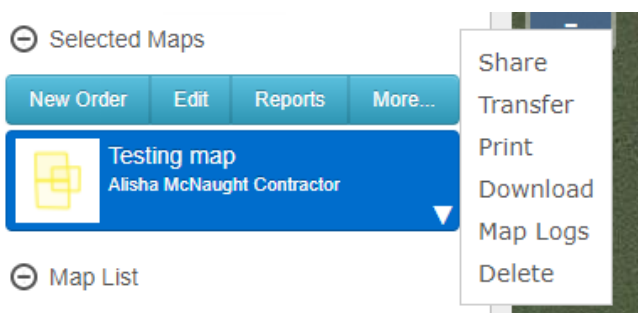 Selected Maps
New Order Edit Reports More...
Testing map
Alisha McNaught Contractor
Map List
Share
Transfer
Print
Download
Map Logs
Delete